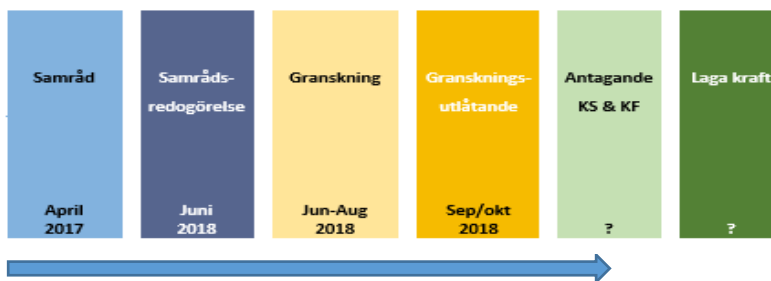 Samråd
April
2017
Samråds-
redogörelse
Juni
2018
Granskning
Jun-Aug
2018
Gransknings-
utlåtande
Sep/okt
2018
Antagande
KS & KF
?
Laga kraft
?